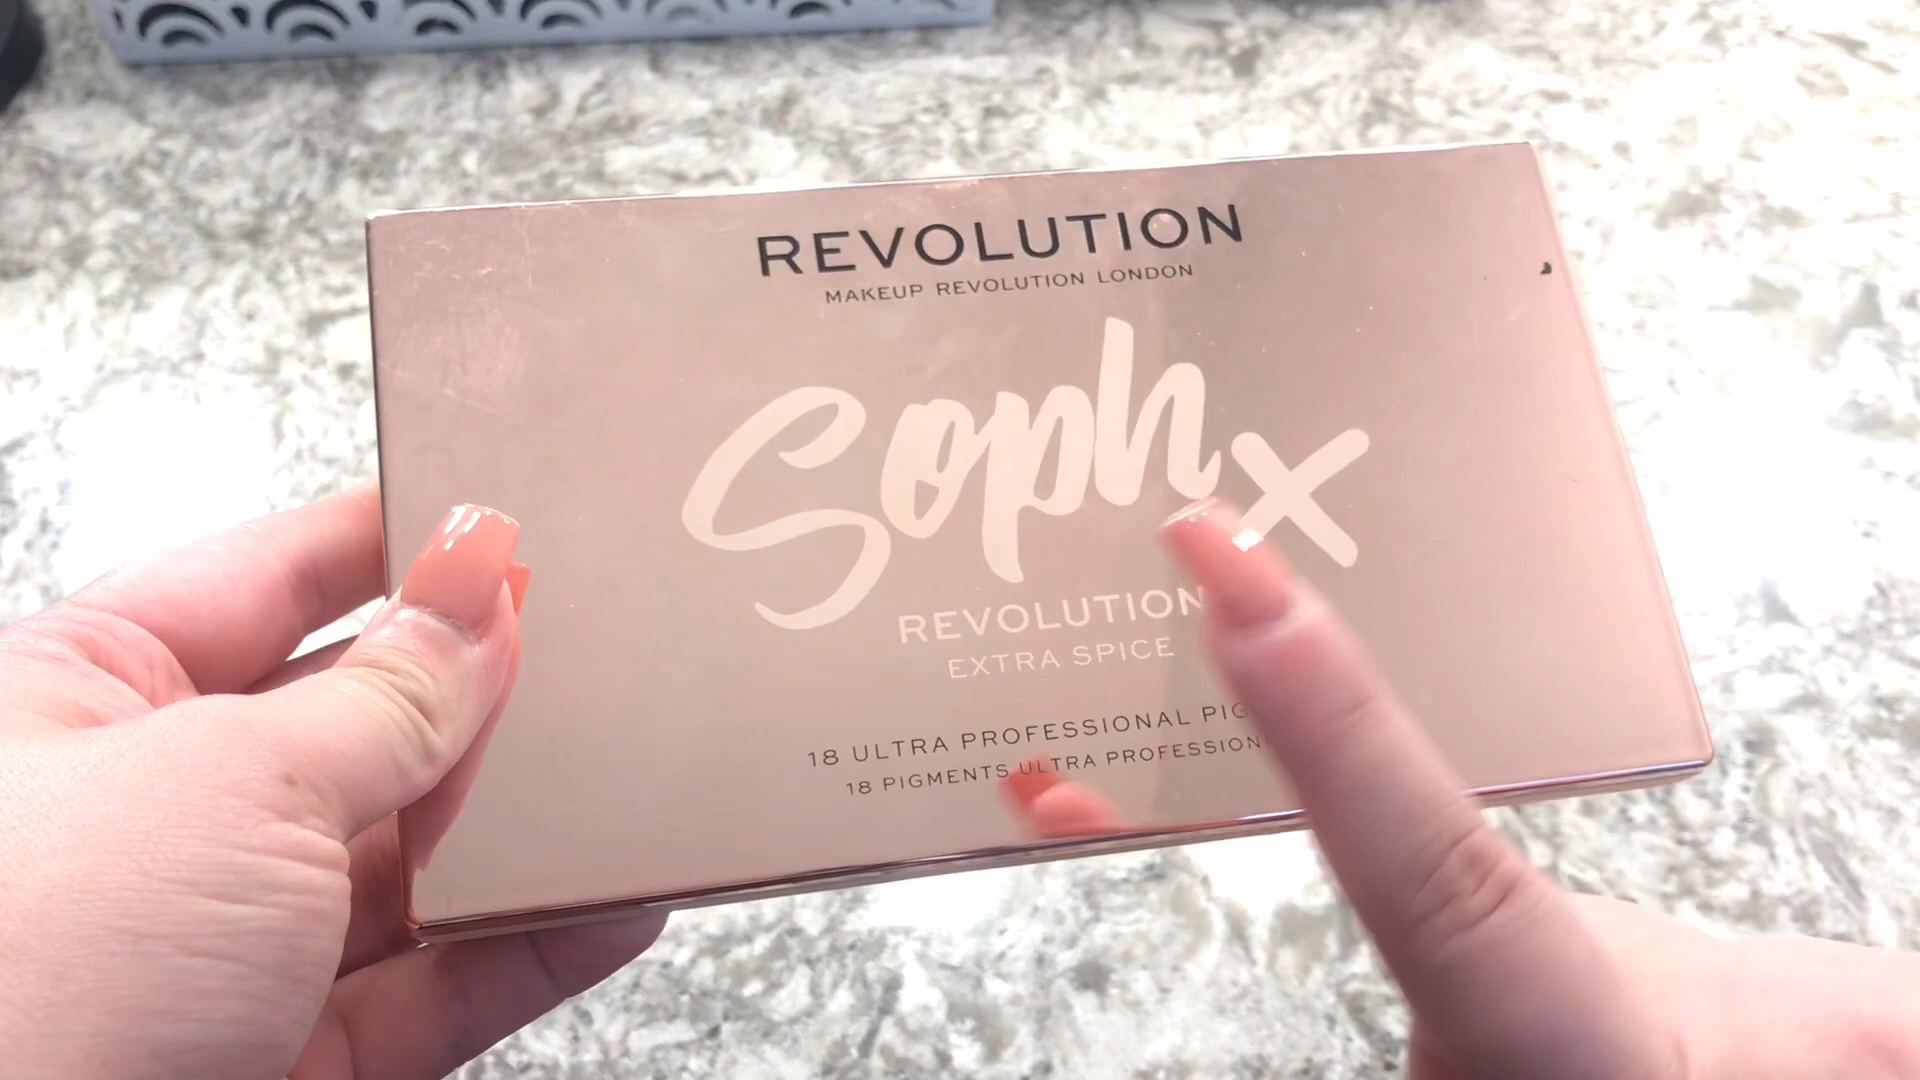 REVOLUTION
MAKEUP REVOLUTION LONDON
Soph X
REVOLUTION
EXTRA SPICE
18 ULTRA PROFESSIONAL
18 PIGMENTS ULTRA